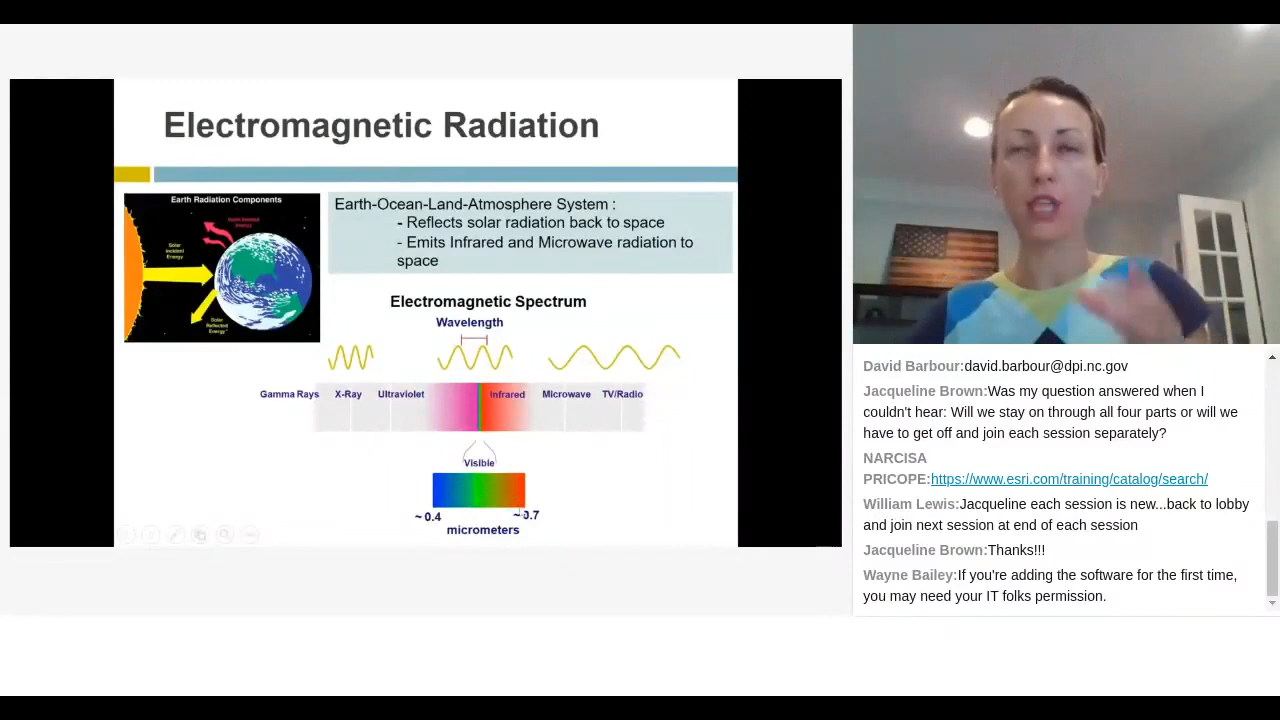 Electromagnetic Radiation
Earth Radiation Components
Solar
Incident
Energy
Solar
Reflected
Energy
Earth-Ocean-Land-Atmosphere System :
- Reflects solar radiation back to space
- Emits Infrared and Microwave radiation to
space
Electromagnetic Spectrum
Wavelength
Gamma Rays X-Ray Ultraviolet Infrared Microwave TV/Radio
Visible
~ 0.4 ~0.7
micrometers
David Barbour:david.barbour@dpi.nc.gov
Jacqueline Brown:Was my question answered when I
couldn't hear: Will we stay on through all four parts or will we
have to get off and join each session separately?
NARCISA
PRICOPE:https://www.esri.com/training/catalog/search/
William Lewis:Jacqueline each session is new...back to lobby
and join next session at end of each session
Jacqueline Brown:Thanks!!!
Wayne Bailey:If you're adding the software for the first time,
you may need your IT folks permission.